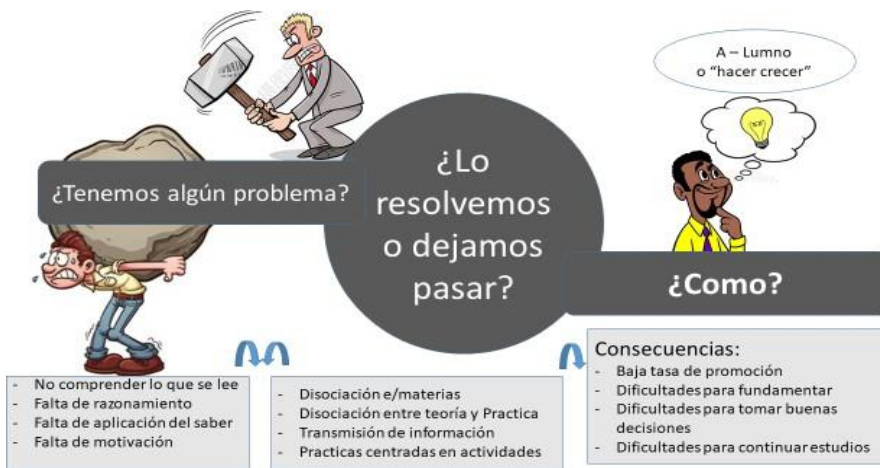 A – Lumno
o “hacer crecer”
¿Tenemos algún problema?
¿Lo
resolvemos
o dejamos
pasar?
¿Como?
- No comprender lo que se lee
- Falta de razonamiento
- Falta de aplicación del saber
- Falta de motivación
- Disociación e/materias
- Disociación entre teoría y Practica
- Transmisión de información
- Practicas centradas en actividades
Consecuencias:
- Baja tasa de promoción
- Dificultades para fundamentar
- Dificultades para tomar buenas
decisiones
- Dificultades para continuar estudios